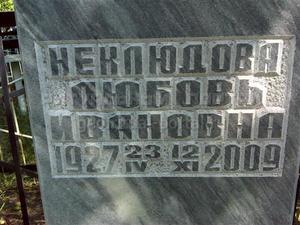 НЕКЛЮДОВА
ЛЮБОВЬ
ИВАНОВНА
1927 23/IV 12/XI 2009